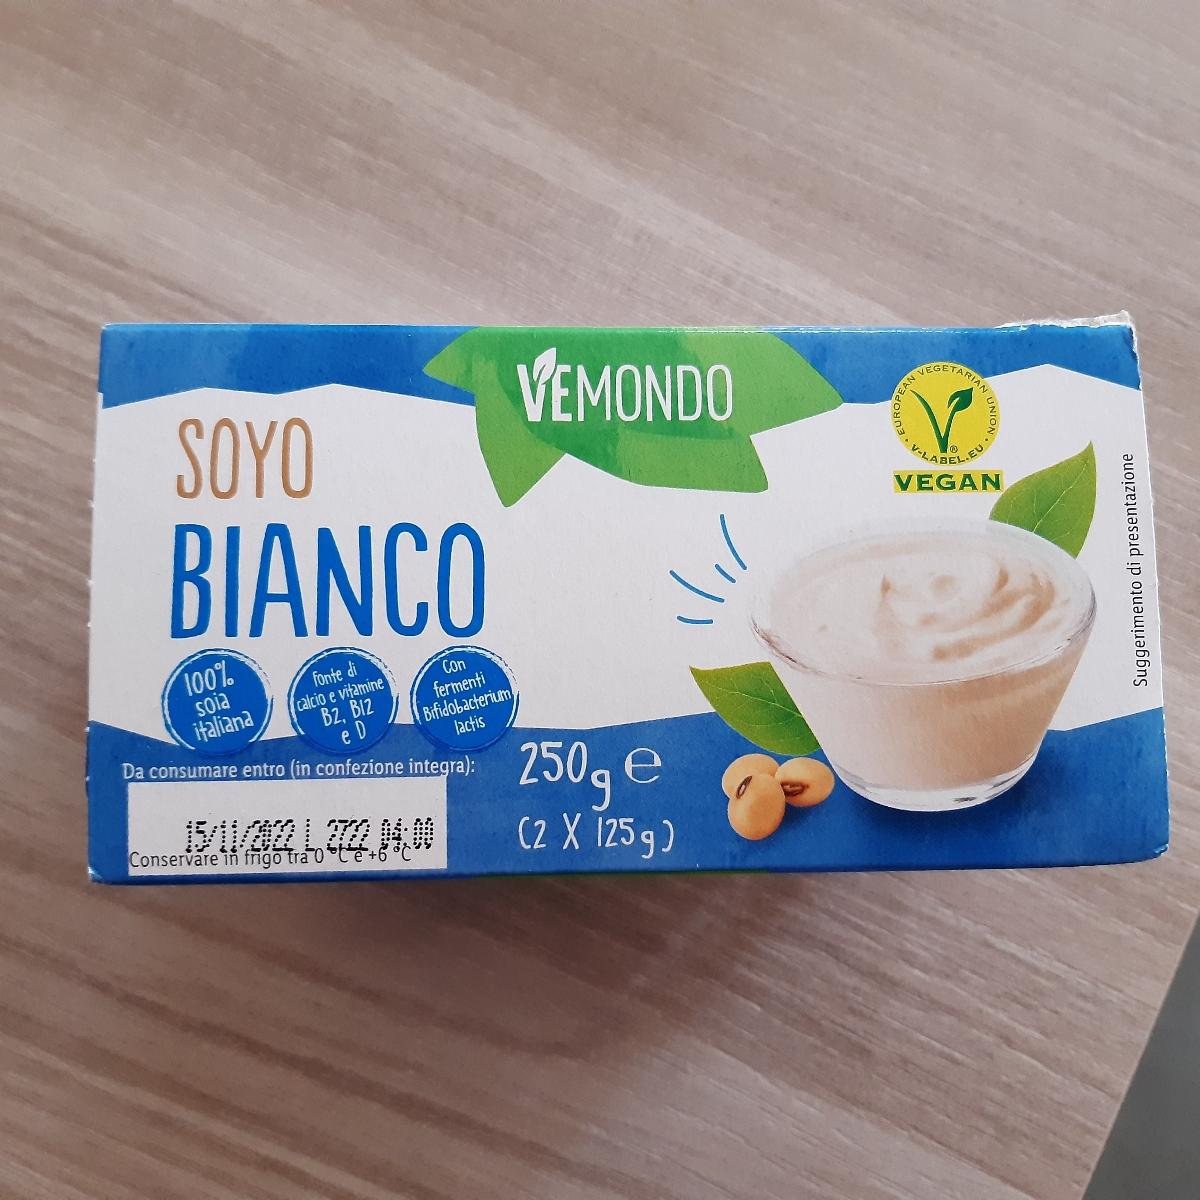 VEMONDO
SOYO
BIANCO
EUROPEAN VEGETARIAN UNION
• V-LABEL.EU •
®
VEGAN
100%
soia
italiana
Fonte di
calcio e vitamine
B2, B12
e D
Con
fermenti
Bifidobacterium
lactis
Da consumare entro (in confezione integra):
15/11/2022 L 2722 04:00
Conservare in frigo tra 0 °C e +6 °C
250g ℮
(2 X 125g)
Suggerimento di presentazione